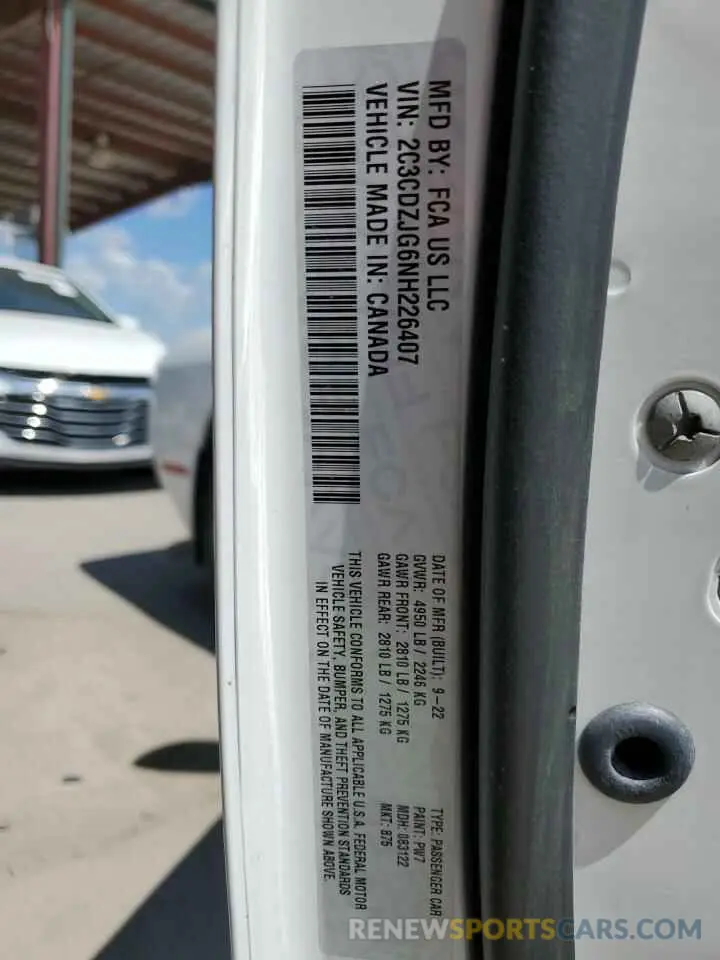 MFD BY: FCA US LLC
VIN: 2C3CDZJG6NH226407
VEHICLE MADE IN: CANADA
DATE OF MFR (BUILT): 9-22
GVWR: 4950 LB / 2246 KG
GAWR FRONT: 2810 LB / 1275 KG
GAWR REAR: 2810 LB / 1275 KG
TYPE: PASSENGER CAR
PAINT: PW7
MDH: 083122
MKT: B75
THIS VEHICLE CONFORMS TO ALL APPLICABLE U.S.A. FEDERAL MOTOR
VEHICLE SAFETY, BUMPER, AND THEFT PREVENTION STANDARDS
IN EFFECT ON THE DATE OF MANUFACTURE SHOWN ABOVE.
RENEWSPORTSCARS.COM